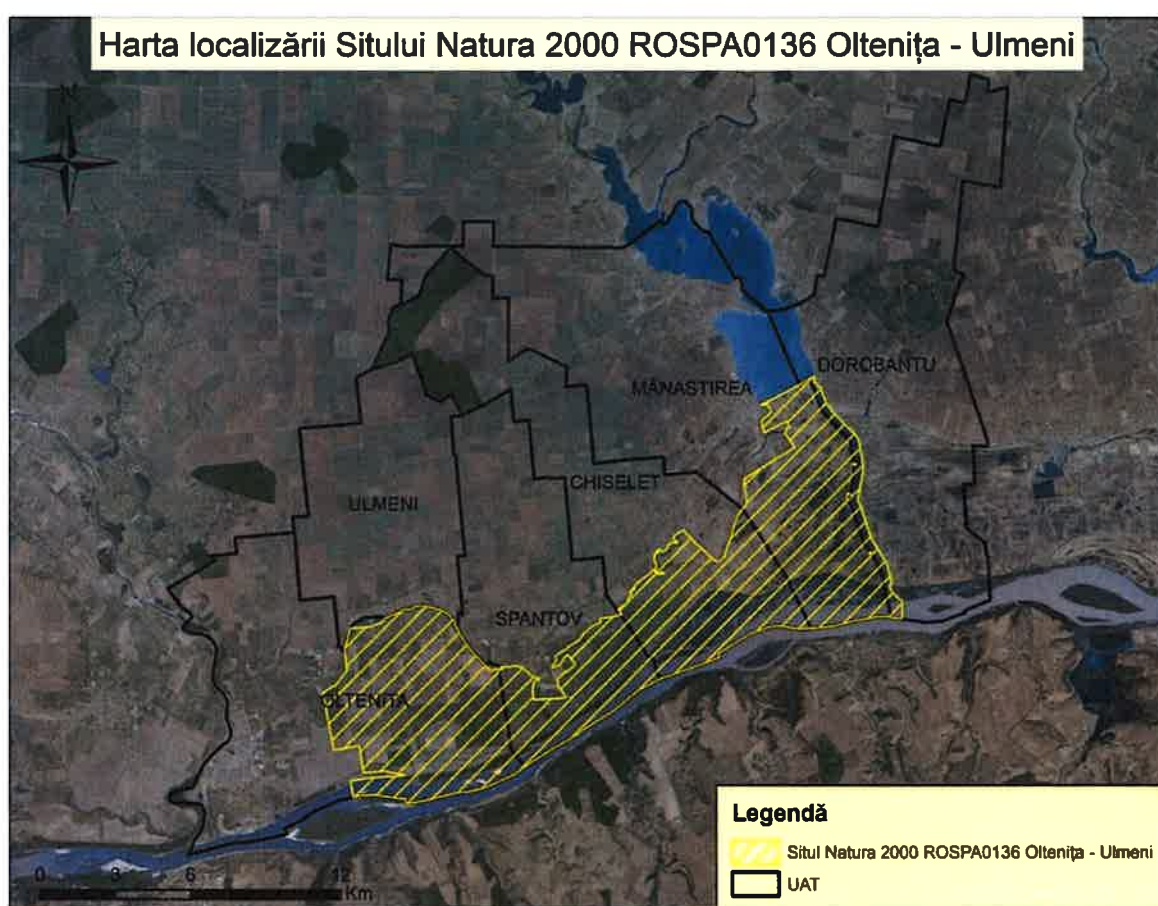 Harta localizării Sitului Natura 2000 ROSPA0136 Oltenița - Ulmeni
N
DOROBANTU
MÂNASTIREA
CHISELET
ULMENI
SPANTOV
OLTENITA
0 3 6 12
Km
Legendă
Situl Natura 2000 ROSPA0136 Oltenița - Ulmeni
UAT